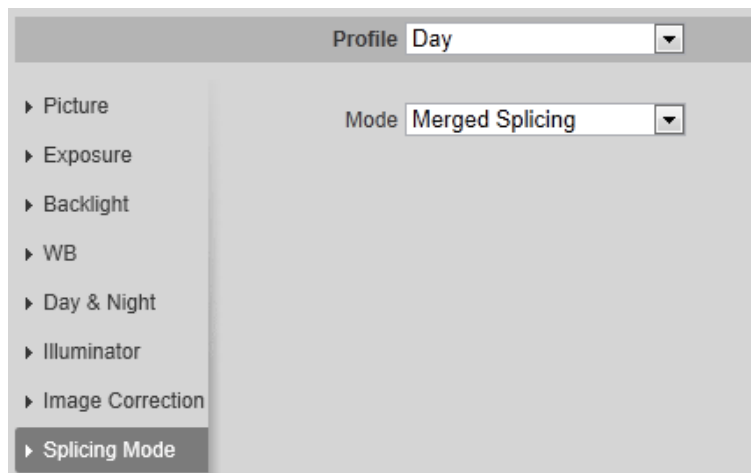 Profile Day
Picture
Mode Merged Splicing
Exposure
Backlight
WB
Day & Night
Illuminator
Image Correction
Splicing Mode